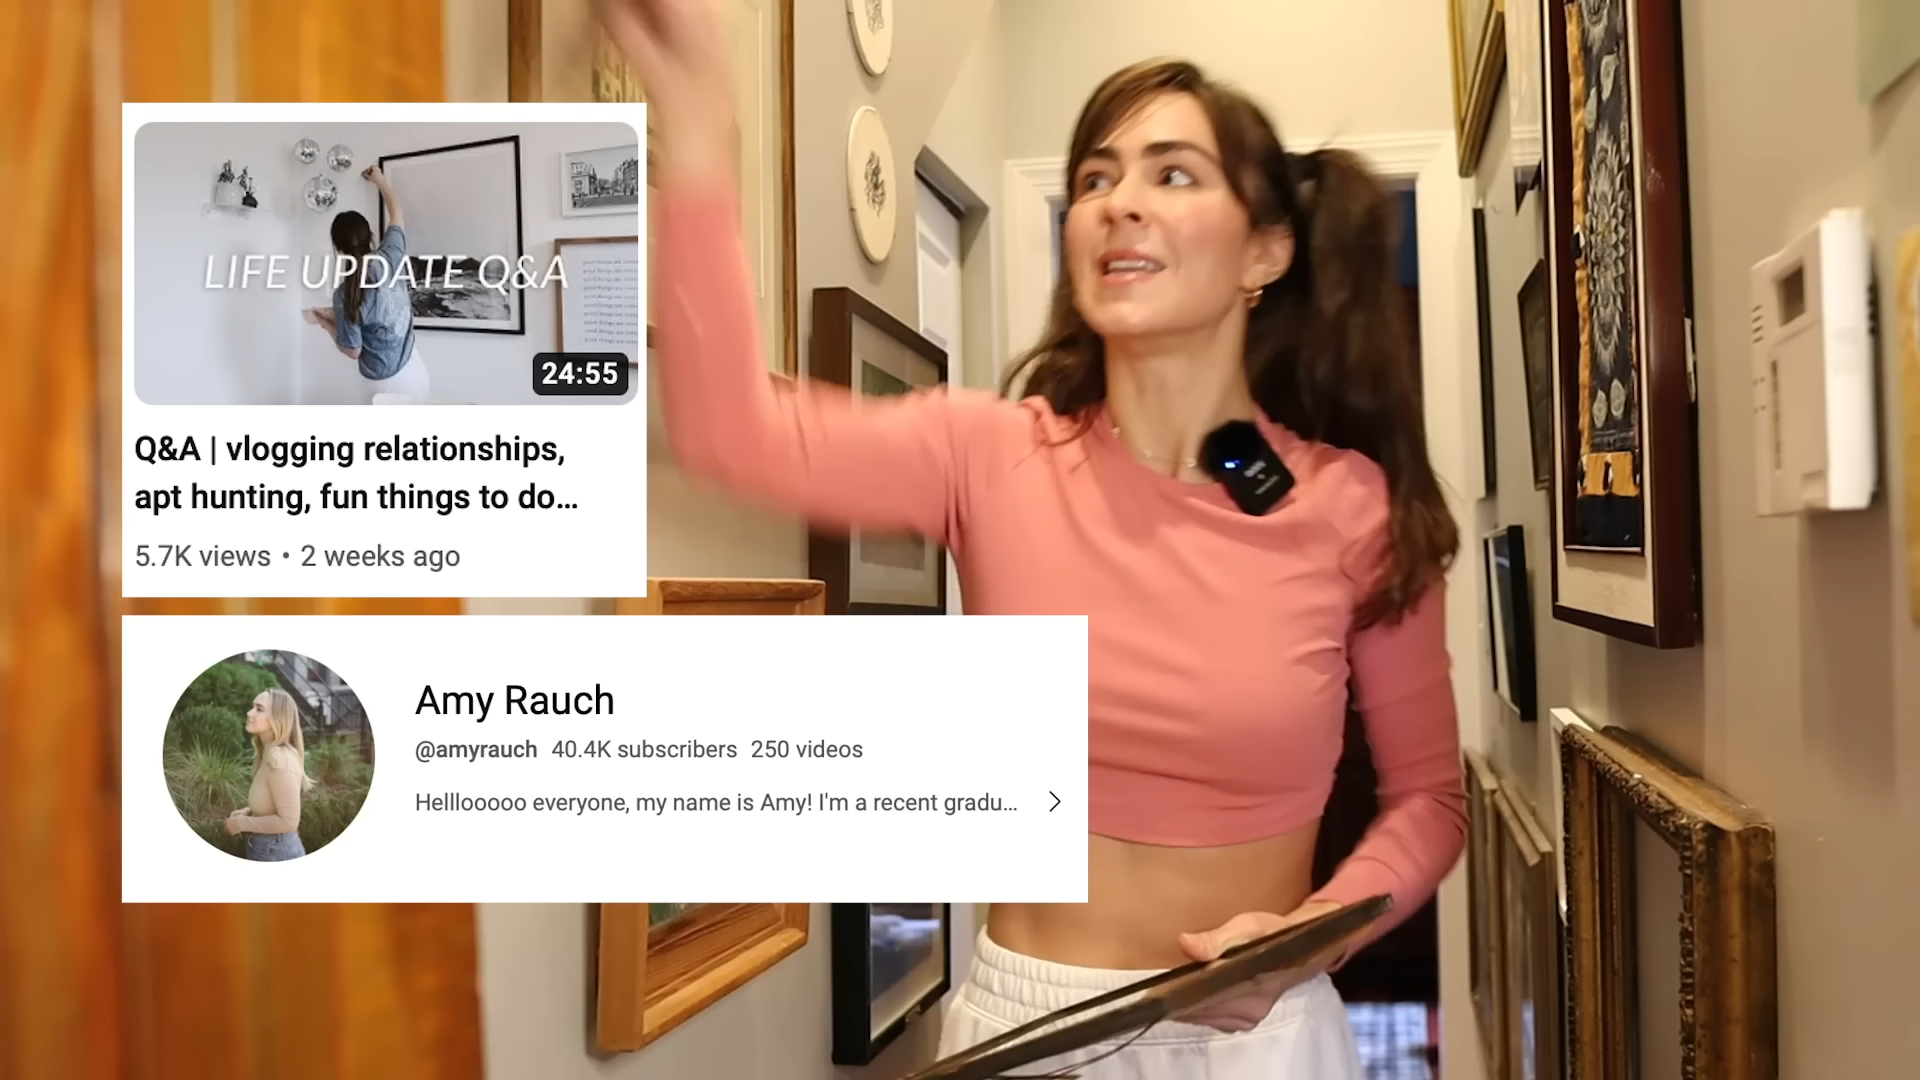 LIFE UPDATE Q&A
24:55
Q&A | vlogging relationships,
apt hunting, fun things to do...
5.7K views • 2 weeks ago
Amy Rauch
@amyrauch 40.4K subscribers 250 videos
Helllooooo everyone, my name is Amy! I'm a recent gradu...